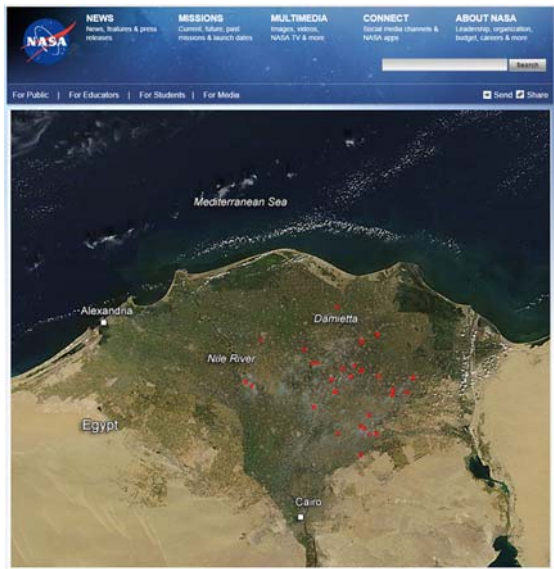 NASA
NEWS
News, features & press
releases
MISSIONS
Current, future, past
missions & launch dates
MULTIMEDIA
Images, videos,
NASA TV & more
CONNECT
Social media channels &
NASA apps
ABOUT NASA
Leadership, organization,
budget, careers & more
Search
For Public | For Educators | For Students | For Media
Send Share
Mediterranean Sea
Alexandria
Damietta
Nile River
Egypt
Cairo